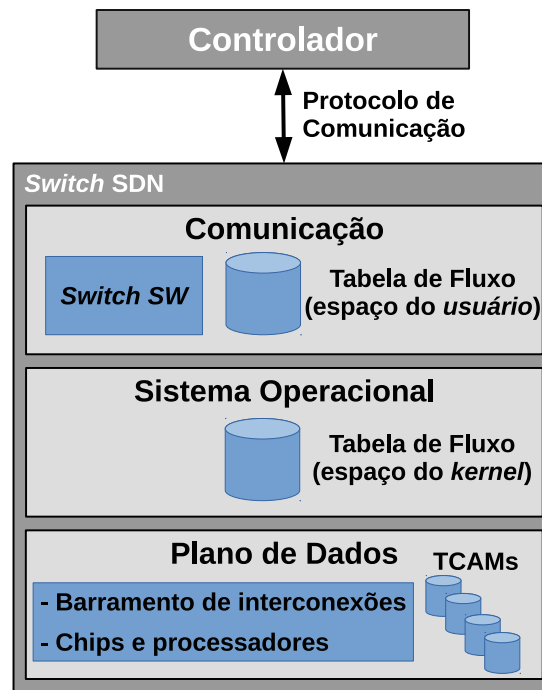 Controlador
Protocolo de
Comunicação
Switch SDN
Comunicação
Switch SW
Tabela de Fluxo
(espaço do usuário)
Sistema Operacional
Tabela de Fluxo
(espaço do kernel)
Plano de Dados
TCAMs
- Barramento de interconexões
- Chips e processadores